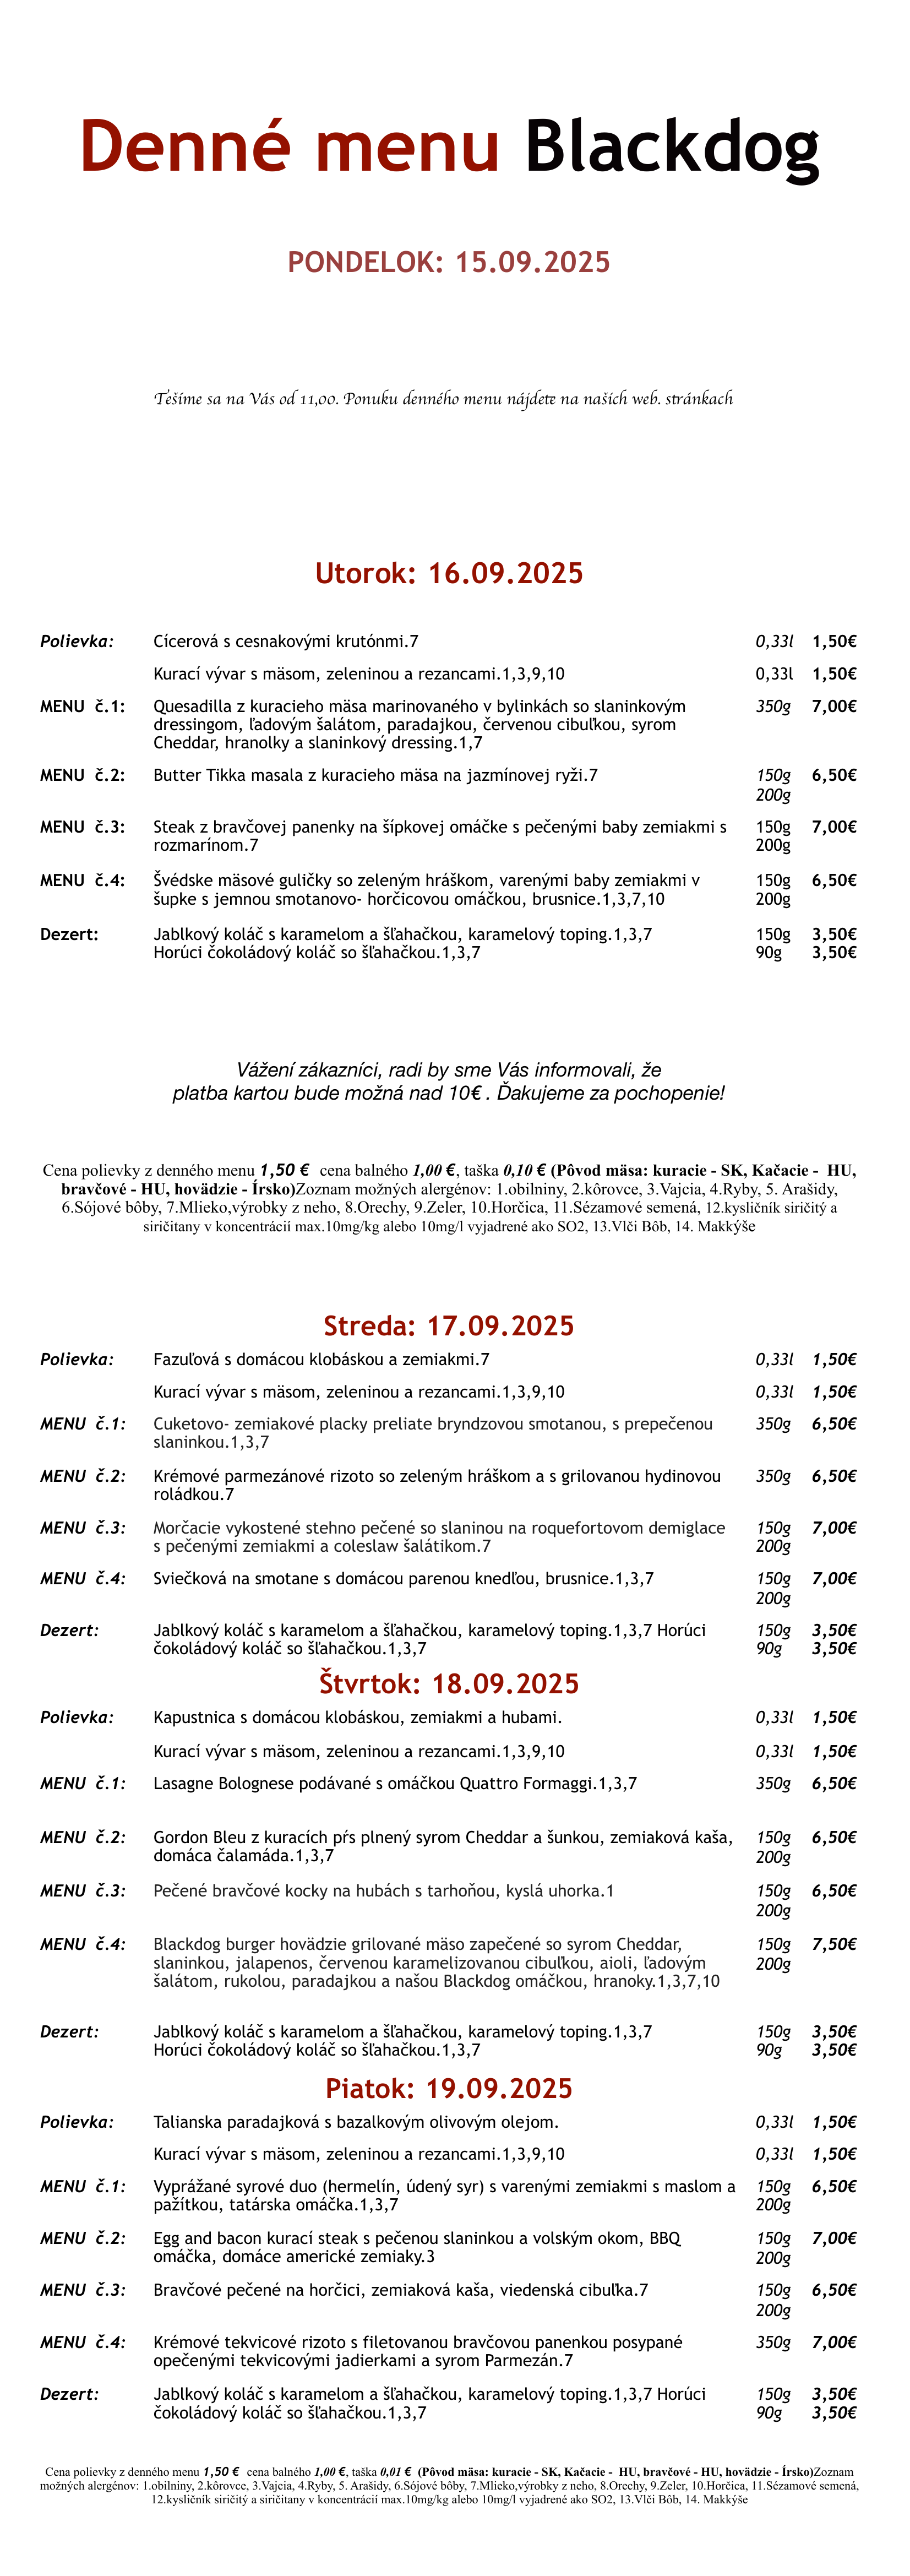 Denné menu Blackdog
PONDELOK: 15.09.2025
Tešíme sa na Vás od 11,00. Ponuku denného menu nájdete na našich web. stránkach
Utorok: 16.09.2025
Polievka: Cícerová s cesnakovými krutónmi.7 0,33l 1,50€
Kurací vývar s mäsom, zeleninou a rezancami.1,3,9,10 0,33l 1,50€
MENU č.1: Quesadilla z kuracieho mäsa marinovaného v bylinkách so slaninkovým 350g 7,00€
dressingom, ľadovým šalátom, paradajkou, červenou cibuľkou, syrom
Cheddar, hranolky a slaninkový dressing.1,7
MENU č.2: Butter Tikka masala z kuracieho mäsa na jazmínovej ryži.7 150g 6,50€
200g
MENU č.3: Steak z bravčovej panenky na šípkovej omáčke s pečenými baby zemiakmi s 150g 7,00€
rozmarínom.7 200g
MENU č.4: Švédske mäsové guličky so zeleným hráškom, varenými baby zemiakmi v 150g 6,50€
šupke s jemnou smotanovo- horčicovou omáčkou, brusnice.1,3,7,10 200g
Dezert: Jablkový koláč s karamelom a šľahačkou, karamelový toping.1,3,7 150g 3,50€
Horúci čokoládový koláč so šľahačkou.1,3,7 90g 3,50€
Vážení zákazníci, radi by sme Vás informovali, že
platba kartou bude možná nad 10€ . Ďakujeme za pochopenie!
Cena polievky z denného menu 1,50 € cena balného 1,00 €, taška 0,10 € (Pôvod mäsa: kuracie - SK, Kačacie - HU,
bravčové - HU, hovädzie - Írsko)Zoznam možných alergénov: 1.obilniny, 2.kôrovce, 3.Vajcia, 4.Ryby, 5. Arašidy,
6.Sójové bôby, 7.Mlieko,výrobky z neho, 8.Orechy, 9.Zeler, 10.Horčica, 11.Sézamové semená, 12.kysličník siričitý a
siričitany v koncentrácií max.10mg/kg alebo 10mg/l vyjadrené ako SO2, 13.Vlči Bôb, 14. Makkýše
Streda: 17.09.2025
Polievka: Fazuľová s domácou klobáskou a zemiakmi.7 0,33l 1,50€
Kurací vývar s mäsom, zeleninou a rezancami.1,3,9,10 0,33l 1,50€
MENU č.1: Cuketovo- zemiakové placky preliate bryndzovou smotanou, s prepečenou 350g 6,50€
slaninkou.1,3,7
MENU č.2: Krémové parmezánové rizoto so zeleným hráškom a s grilovanou hydinovou 350g 6,50€
roládkou.7
MENU č.3: Morčacie vykostené stehno pečené so slaninou na roquefortovom demiglace 150g 7,00€
s pečenými zemiakmi a coleslaw šalátikom.7 200g
MENU č.4: Sviečková na smotane s domácou parenou knedľou, brusnice.1,3,7 150g 7,00€
200g
Dezert: Jablkový koláč s karamelom a šľahačkou, karamelový toping.1,3,7 Horúci 150g 3,50€
čokoládový koláč so šľahačkou.1,3,7 90g 3,50€
Štvrtok: 18.09.2025
Polievka: Kapustnica s domácou klobáskou, zemiakmi a hubami. 0,33l 1,50€
Kurací vývar s mäsom, zeleninou a rezancami.1,3,9,10 0,33l 1,50€
MENU č.1: Lasagne Bolognese podávané s omáčkou Quattro Formaggi.1,3,7 350g 6,50€
MENU č.2: Gordon Bleu z kuracích pŕs plnený syrom Cheddar a šunkou, zemiaková kaša, 150g 6,50€
domáca čalamáda.1,3,7 200g
MENU č.3: Pečené bravčové kocky na hubách s tarhoňou, kyslá uhorka.1 150g 6,50€
200g
MENU č.4: Blackdog burger hovädzie grilované mäso zapečené so syrom Cheddar, 150g 7,50€
slaninkou, jalapenos, červenou karamelizovanou cibuľkou, aioli, ľadovým 200g
šalátom, rukolou, paradajkou a našou Blackdog omáčkou, hranoky.1,3,7,10
Dezert: Jablkový koláč s karamelom a šľahačkou, karamelový toping.1,3,7 150g 3,50€
Horúci čokoládový koláč so šľahačkou.1,3,7 90g 3,50€
Piatok: 19.09.2025
Polievka: Talianska paradajková s bazalkovým olivovým olejom. 0,33l 1,50€
Kurací vývar s mäsom, zeleninou a rezancami.1,3,9,10 0,33l 1,50€
MENU č.1: Vyprážané syrové duo (hermelín, údený syr) s varenými zemiakmi s maslom a 150g 6,50€
pažítkou, tatárska omáčka.1,3,7 200g
MENU č.2: Egg and bacon kurací steak s pečenou slaninkou a volským okom, BBQ 150g 7,00€
omáčka, domáce americké zemiaky.3 200g
MENU č.3: Bravčové pečené na horčici, zemiaková kaša, viedenská cibuľka.7 150g 6,50€
200g
MENU č.4: Krémové tekvicové rizoto s filetovanou bravčovou panenkou posypané 350g 7,00€
opečenými tekvicovými jadierkami a syrom Parmezán.7
Dezert: Jablkový koláč s karamelom a šľahačkou, karamelový toping.1,3,7 Horúci 150g 3,50€
čokoládový koláč so šľahačkou.1,3,7 90g 3,50€
Cena polievky z denného menu 1,50 € cena balného 1,00 €, taška 0,01 € (Pôvod mäsa: kuracie - SK, Kačacie - HU, bravčové - HU, hovädzie - Írsko)Zoznam
možných alergénov: 1.obilniny, 2.kôrovce, 3.Vajcia, 4.Ryby, 5. Arašidy, 6.Sójové bôby, 7.Mlieko,výrobky z neho, 8.Orechy, 9.Zeler, 10.Horčica, 11.Sézamové semená,
12.kysličník siričitý a siričitany v koncentrácií max.10mg/kg alebo 10mg/l vyjadrené ako SO2, 13.Vlči Bôb, 14. Makkýše